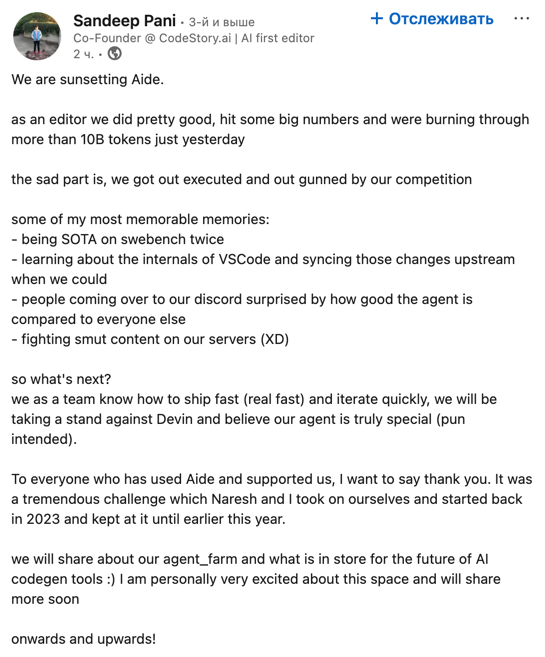 Sandeep Pani · 3-й и выше
+ Отслеживать ···
Co-Founder @ CodeStory.ai | AI first editor
2 ч. ·
We are sunsetting Aide.
as an editor we did pretty good, hit some big numbers and were burning through
more than 10B tokens just yesterday
the sad part is, we got out executed and out gunned by our competition
some of my most memorable memories:
- being SOTA on swebench twice
- learning about the internals of VSCode and syncing those changes upstream
when we could
- people coming over to our discord surprised by how good the agent is
compared to everyone else
- fighting smut content on our servers (XD)
so what's next?
we as a team know how to ship fast (real fast) and iterate quickly, we will be
taking a stand against Devin and believe our agent is truly special (pun
intended).
To everyone who has used Aide and supported us, I want to say thank you. It was
a tremendous challenge which Naresh and I took on ourselves and started back
in 2023 and kept at it until earlier this year.
we will share about our agent_farm and what is in store for the future of AI
codegen tools :) I am personally very excited about this space and will share
more soon
onwards and upwards!